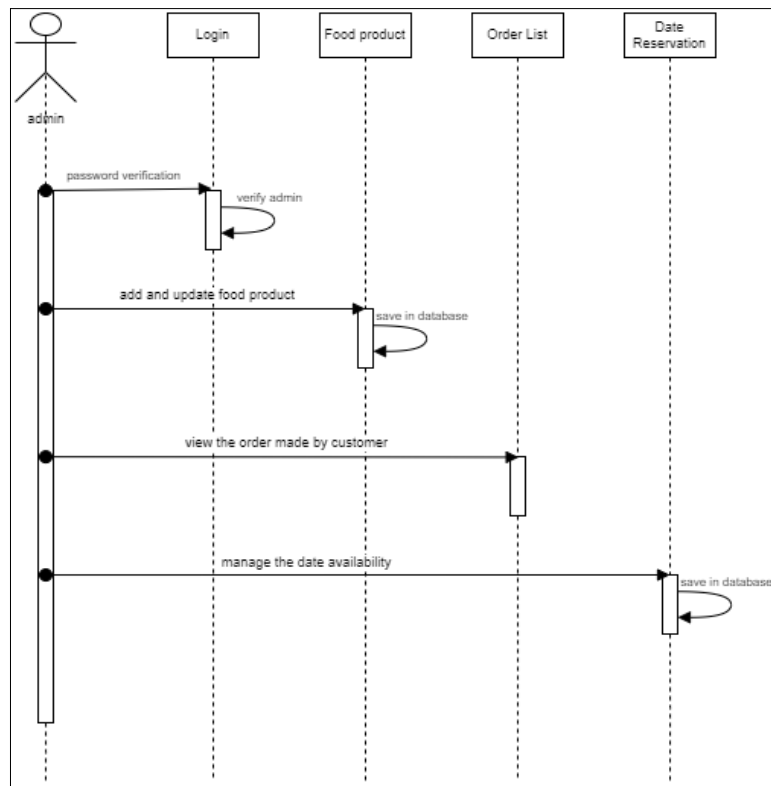 Login
Food product
Order List
Date
Reservation
admin
password verification
verify admin
add and update food product
save in database
view the order made by customer
manage the date availability
save in database